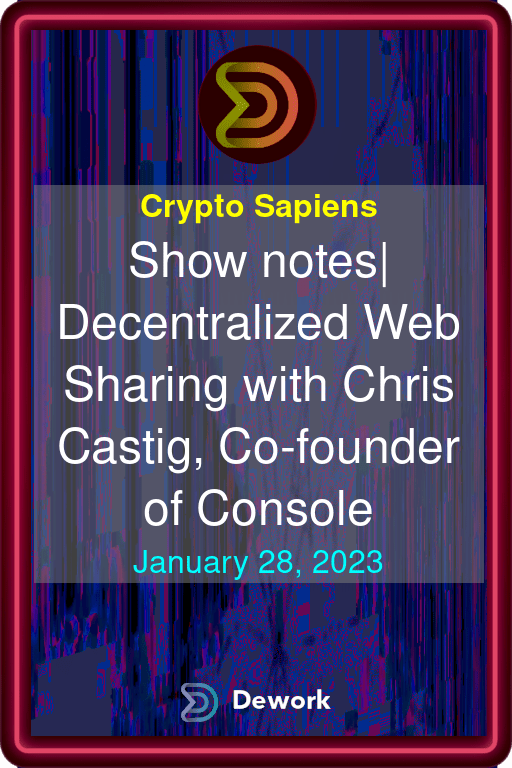 Crypto Sapiens
Show notes|
Decentralized Web
Sharing with Chris
Castig, Co-founder
of Console
January 28, 2023
Dework